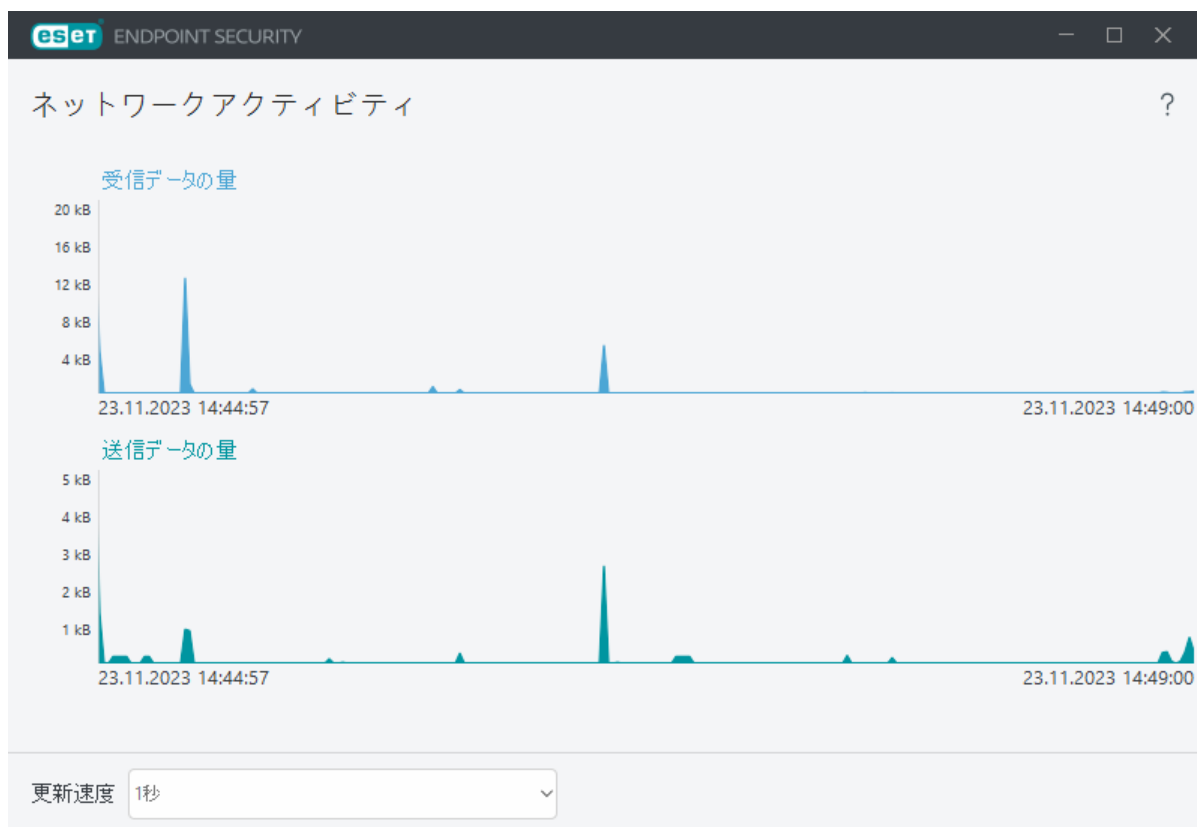 eset ENDPOINT SECURITY
ネットワークアクティビティ
?
受信データの量
20 kB
16 kB
12 kB
8 kB
4 kB
23.11.2023 14:44:57 23.11.2023 14:49:00
送信データの量
5 kB
4 kB
3 kB
2 kB
1 kB
23.11.2023 14:44:57 23.11.2023 14:49:00
更新速度 1秒